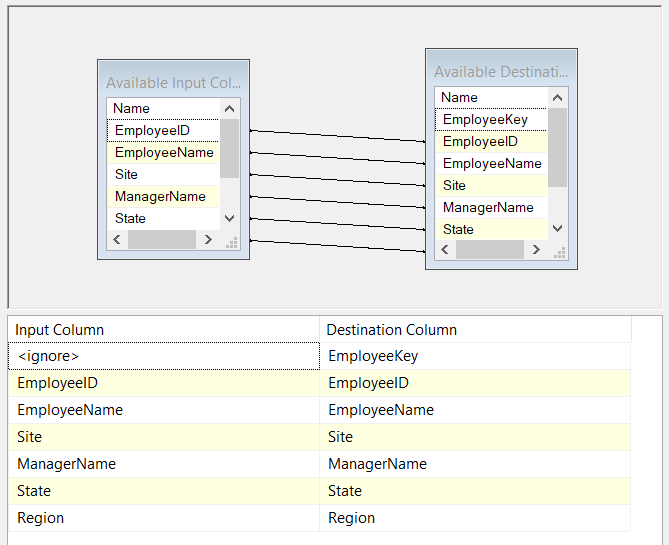 Available Input Col...
Name
EmployeeID
EmployeeName
Site
ManagerName
State
Available Destinati...
Name
EmployeeKey
EmployeeID
EmployeeName
Site
ManagerName
State
Input Column Destination Column
<ignore> EmployeeKey
EmployeeID EmployeeID
EmployeeName EmployeeName
Site Site
ManagerName ManagerName
State State
Region Region